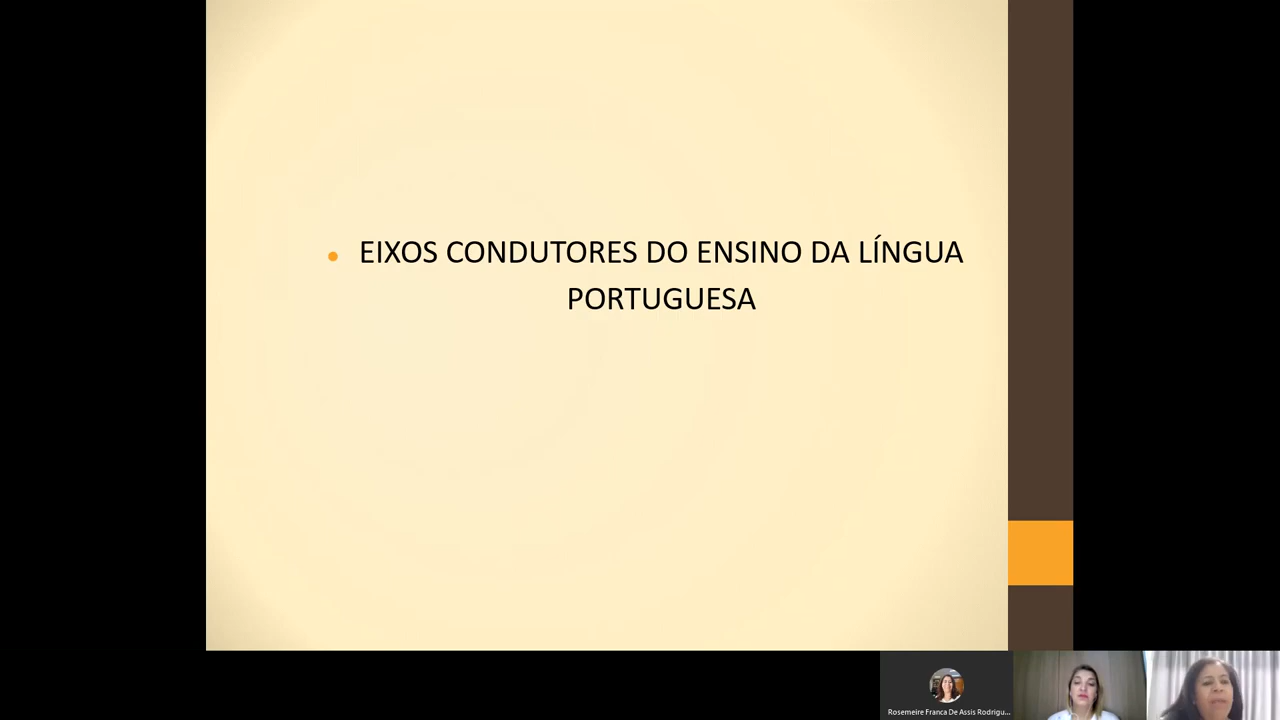 EIXOS CONDUTORES DO ENSINO DA LÍNGUA
PORTUGUESA
Rosemeire Franca De Assis Rodrigu...